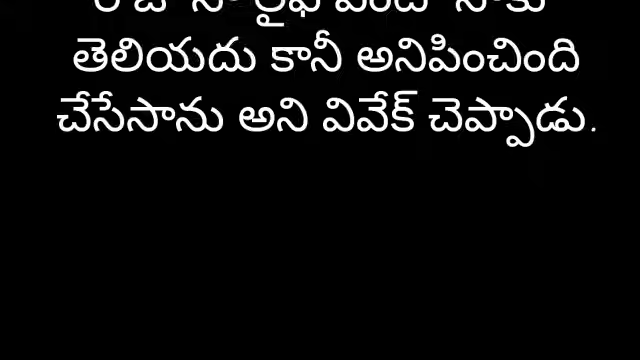 నా లైఫ్ ఏంటో నాకు
తెలియదు కానీ అనిపించింది
చేసేసాను అని వివేక్ చెప్పాడు.